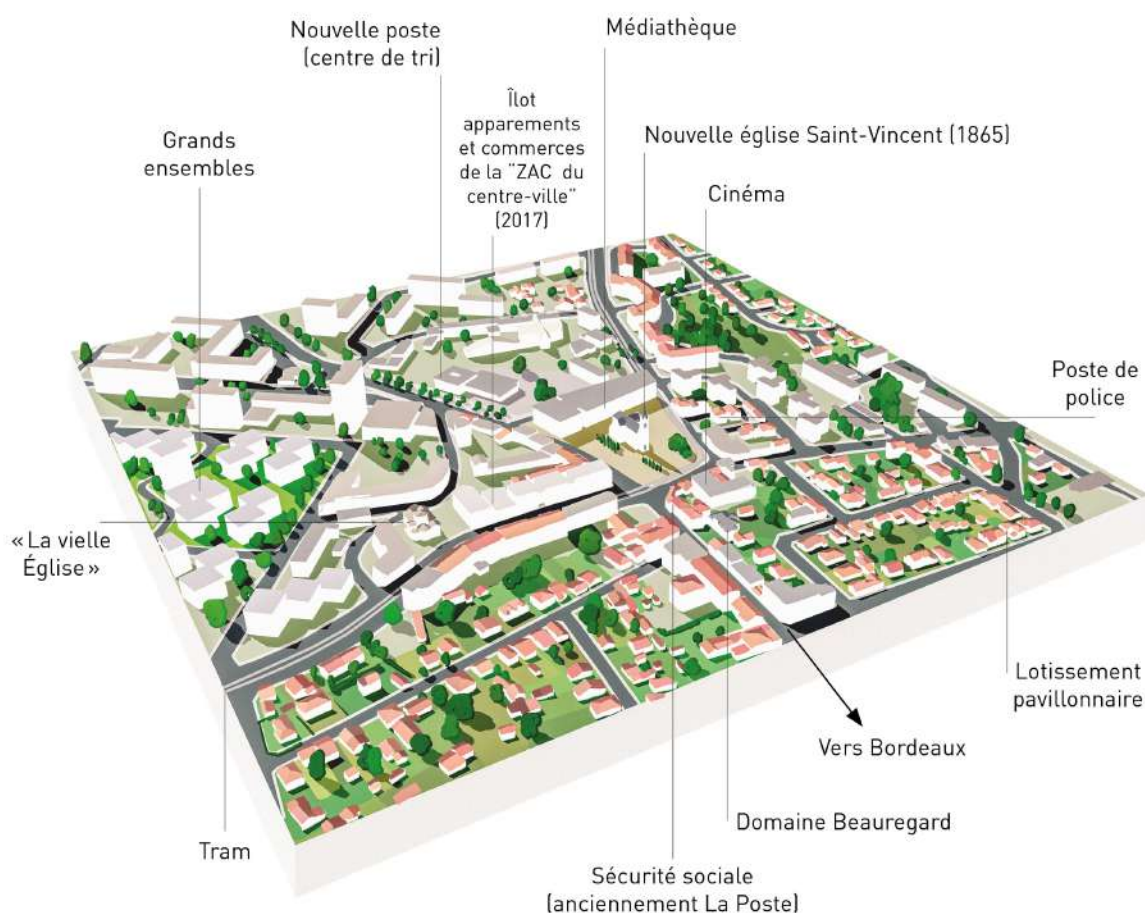 Nouvelle poste
(centre de tri)
Médiathèque
Îlot
apparements
et commerces
de la "ZAC du
centre-ville"
(2017)
Nouvelle église Saint-Vincent (1865)
Grands
ensembles
Cinéma
Poste de
police
« La vielle
Église »
Lotissement
pavillonnaire
Vers Bordeaux
Domaine Beauregard
Tram
Sécurité sociale
(anciennement La Poste)